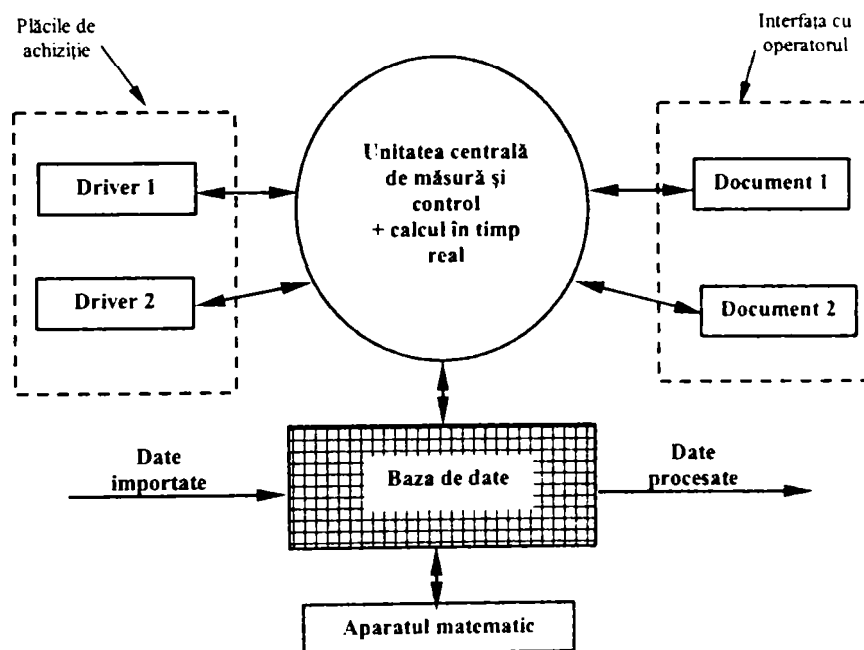 Plăcile de
achiziție
Interfața cu
operatorul
Unitatea centrală
de măsură și
control
+ calcul în timp
real
Driver 1
Document 1
Driver 2
Document 2
Date
importate
Baza de date
Date
procesate
Aparatul matematic